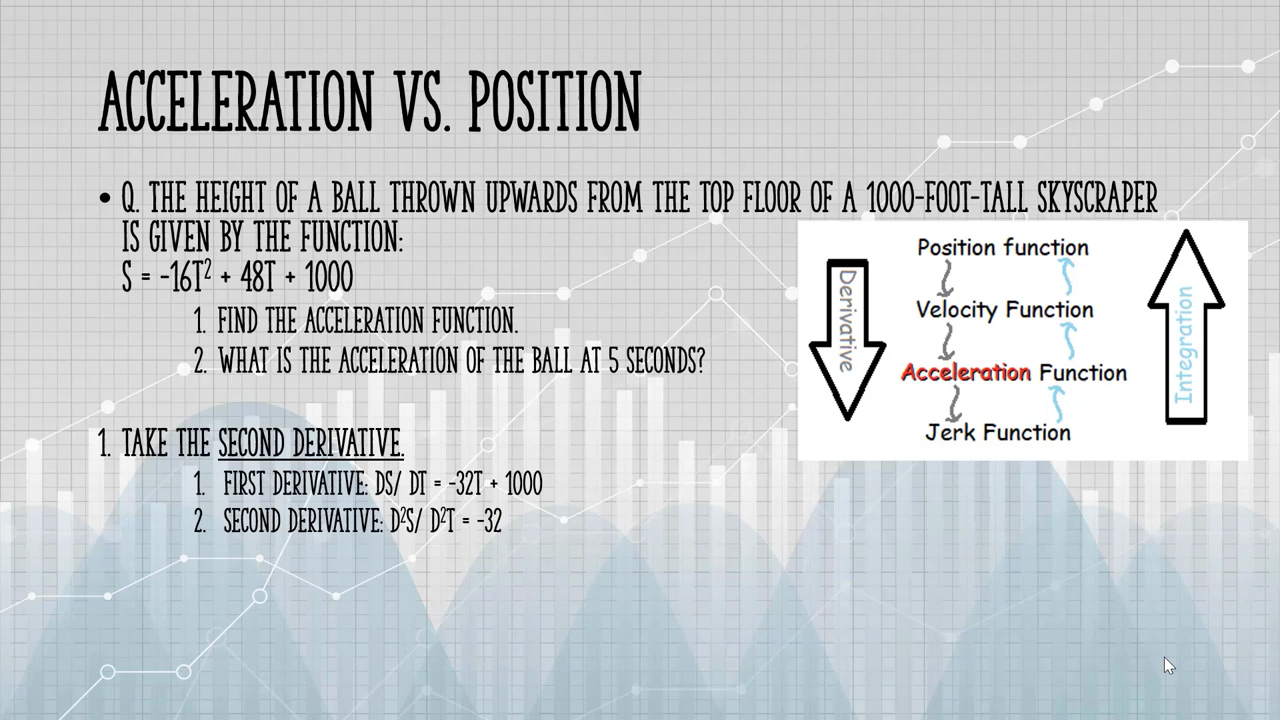 ACCELERATION VS. POSITION
• Q. THE HEIGHT OF A BALL THROWN UPWARDS FROM THE TOP FLOOR OF A 1000-FOOT-TALL SKYSCRAPER
IS GIVEN BY THE FUNCTION:
S = -16T² + 48T + 1000
1. FIND THE ACCELERATION FUNCTION.
2. WHAT IS THE ACCELERATION OF THE BALL AT 5 SECONDS?
1. TAKE THE SECOND DERIVATIVE.
1. FIRST DERIVATIVE: DS/ DT = -32T + 1000
2. SECOND DERIVATIVE: D²S/ D²T = -32
Derivative
Position function
Velocity Function
Acceleration Function
Jerk Function
Integration